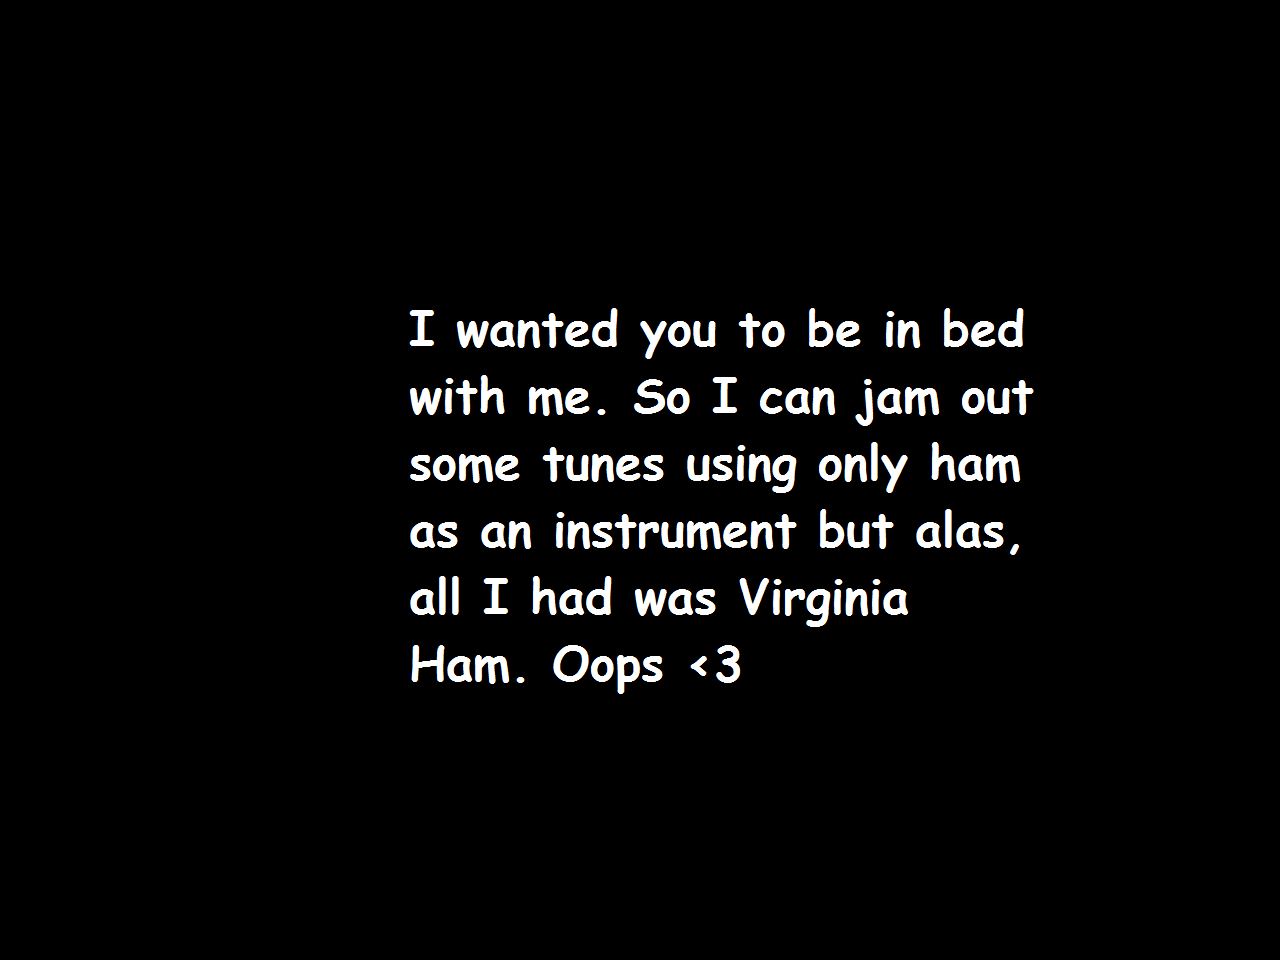 I wanted you to be in bed
with me. So I can jam out
some tunes using only ham
as an instrument but alas,
all I had was Virginia
Ham. Oops <3